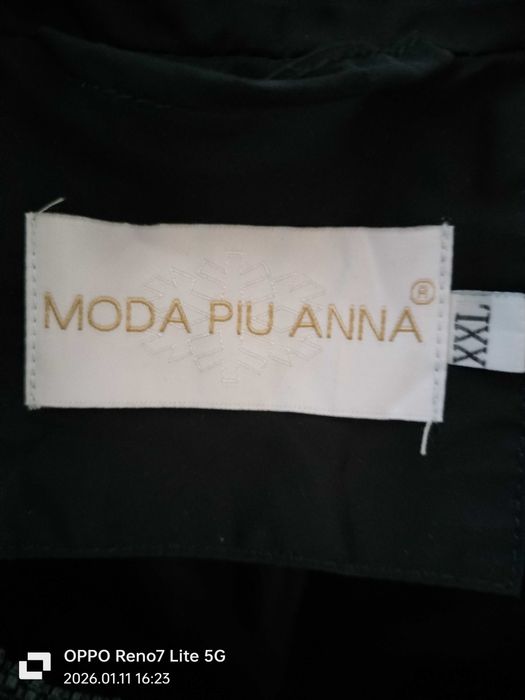 MODA PIU ANNA®
XXL
OPPO Reno7 Lite 5G
2026.01.11 16:23